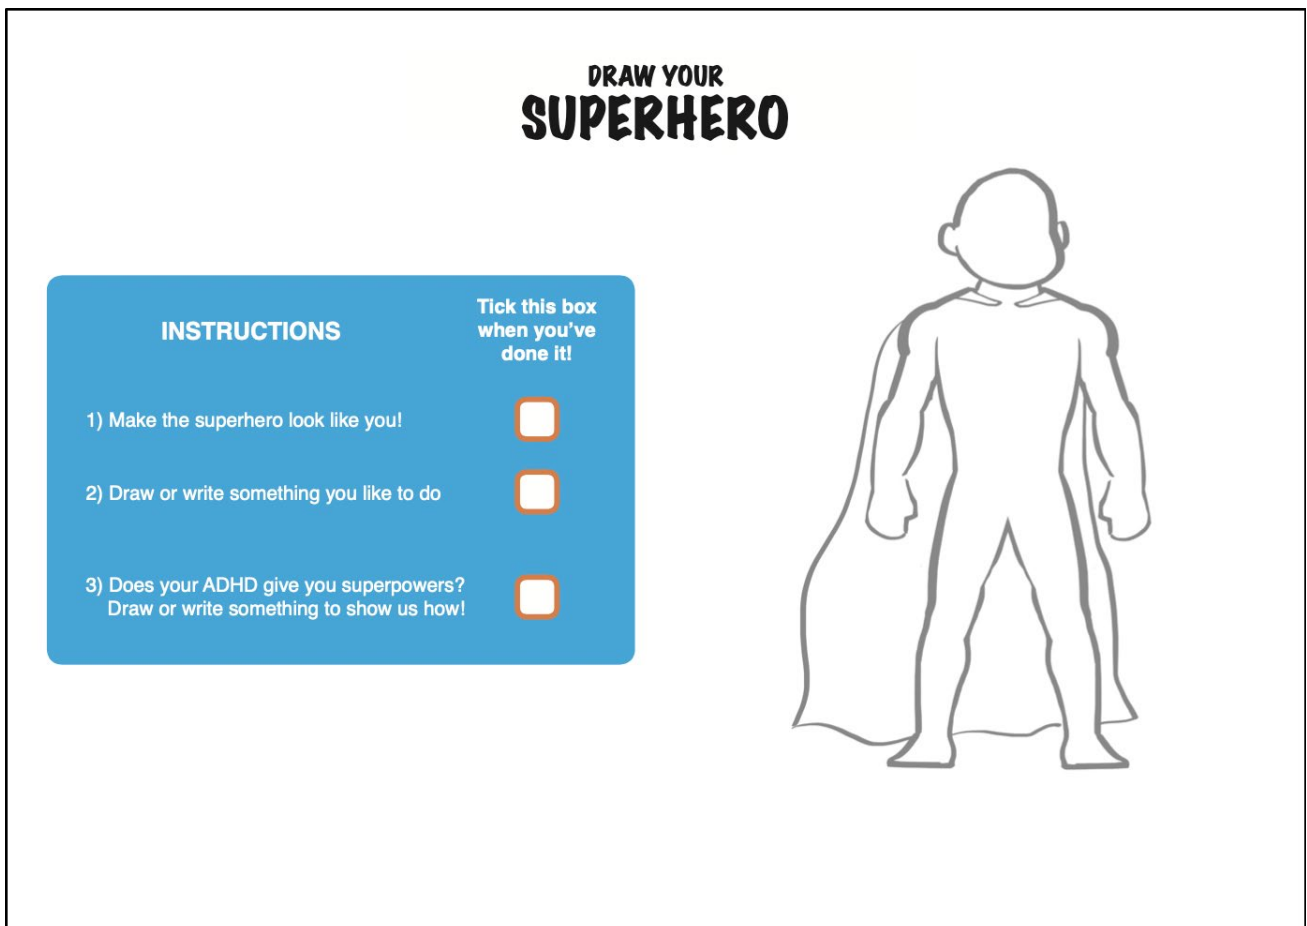 DRAW YOUR
SUPERHERO
INSTRUCTIONS
Tick this box
when you’ve
done it!
1) Make the superhero look like you!
2) Draw or write something you like to do
3) Does your ADHD give you superpowers?
Draw or write something to show us how!